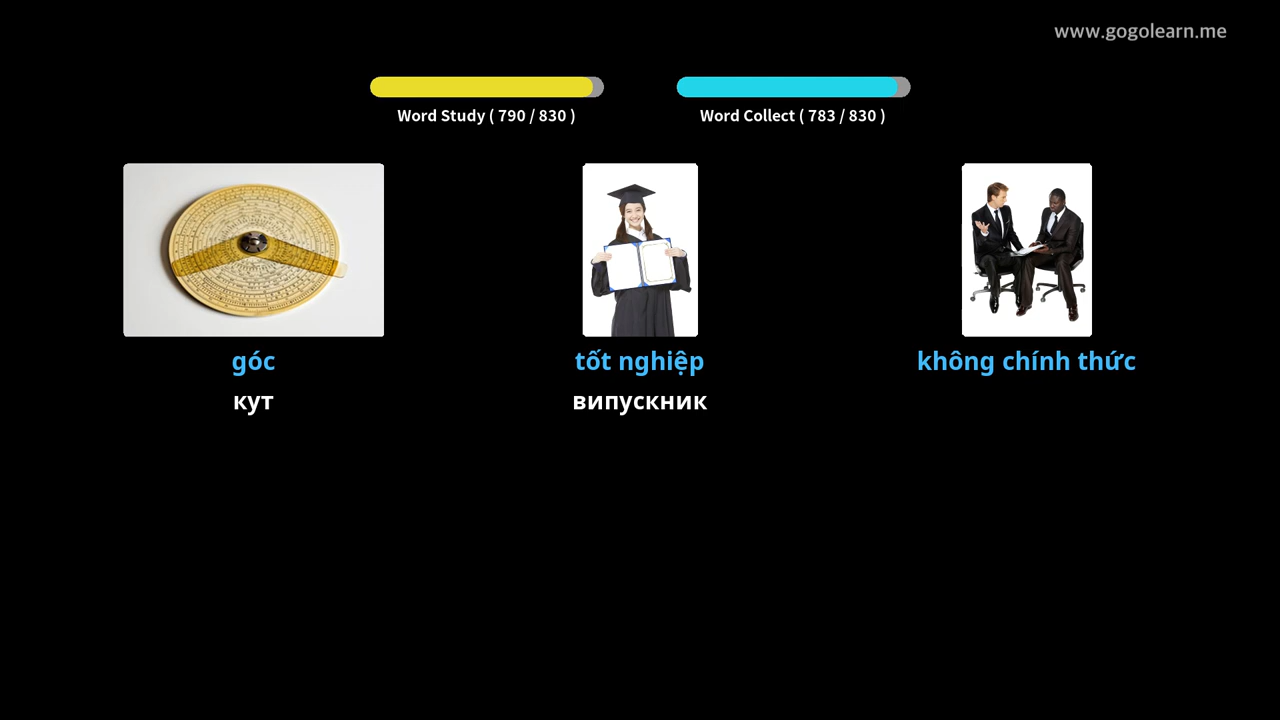 www.gogolearn.me
Word Study ( 790 / 830 )
Word Collect ( 783 / 830 )
góc
tốt nghiệp
không chính thức
кут
випускник